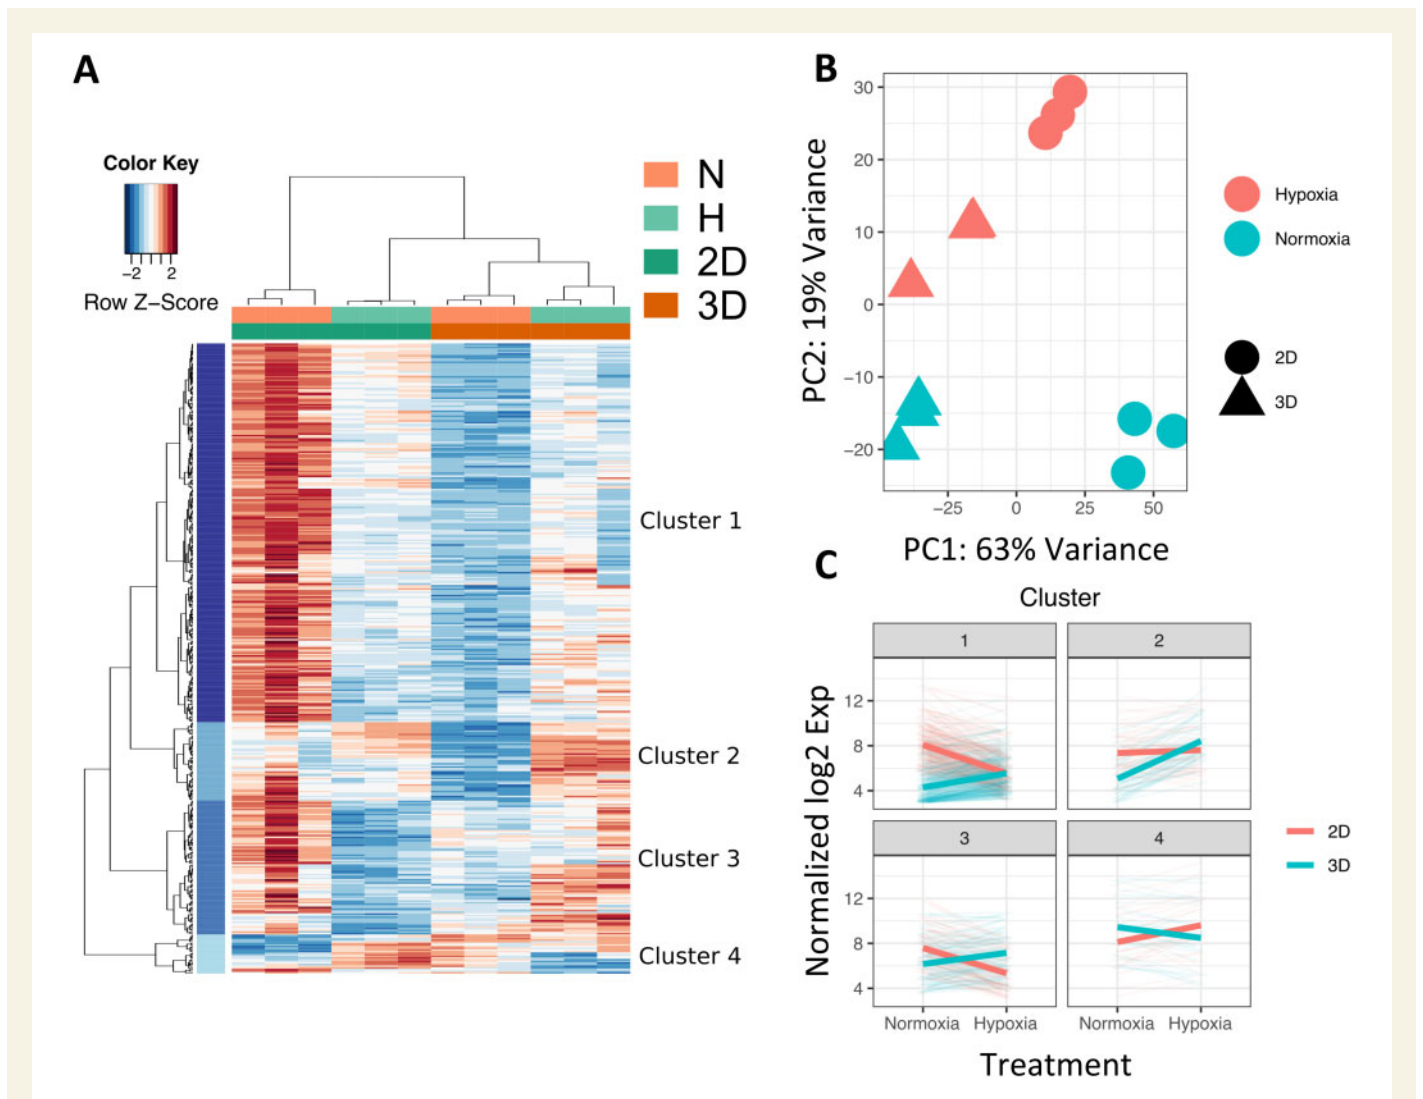 A
Color Key
−2 2
Row Z−Score
N
H
2D
3D
Cluster 1
Cluster 2
Cluster 3
Cluster 4
B
PC2: 19% Variance
30
20
10
0
−10
−20
−25 0 25 50
PC1: 63% Variance
Hypoxia
Normoxia
2D
3D
C
Cluster
1 2
3 4
Normalized log2 Exp
12
8
4
12
8
4
Normoxia Hypoxia Normoxia Hypoxia
Treatment
2D
3D